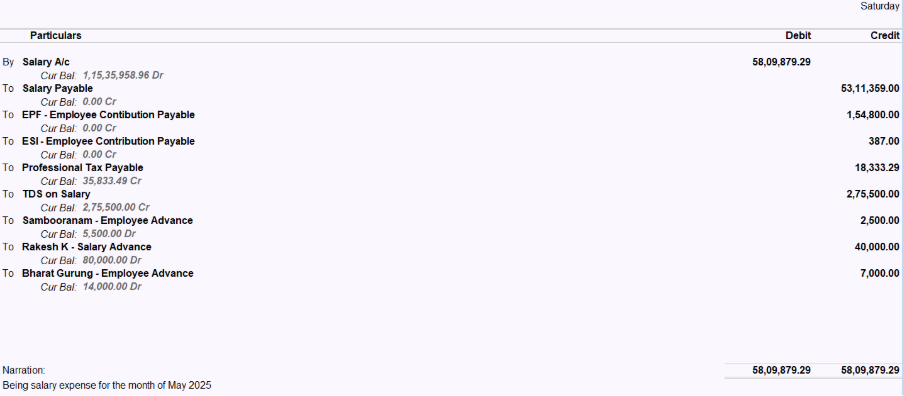 Saturday
Particulars Debit Credit
By Salary A/c 58,09,879.29
Cur Bal: 1,15,35,958.96 Dr
To Salary Payable 53,11,359.00
Cur Bal: 0.00 Cr
To EPF - Employee Contibution Payable 1,54,800.00
Cur Bal: 0.00 Cr
To ESI - Employee Contribution Payable 387.00
Cur Bal: 0.00 Cr
To Professional Tax Payable 18,333.29
Cur Bal: 35,833.49 Cr
To TDS on Salary 2,75,500.00
Cur Bal: 2,75,500.00 Cr
To Sambooranam - Employee Advance 2,500.00
Cur Bal: 5,500.00 Dr
To Rakesh K - Salary Advance 40,000.00
Cur Bal: 80,000.00 Dr
To Bharat Gurung - Employee Advance 7,000.00
Cur Bal: 14,000.00 Dr
Narration: 58,09,879.29 58,09,879.29
Being salary expense for the month of May 2025